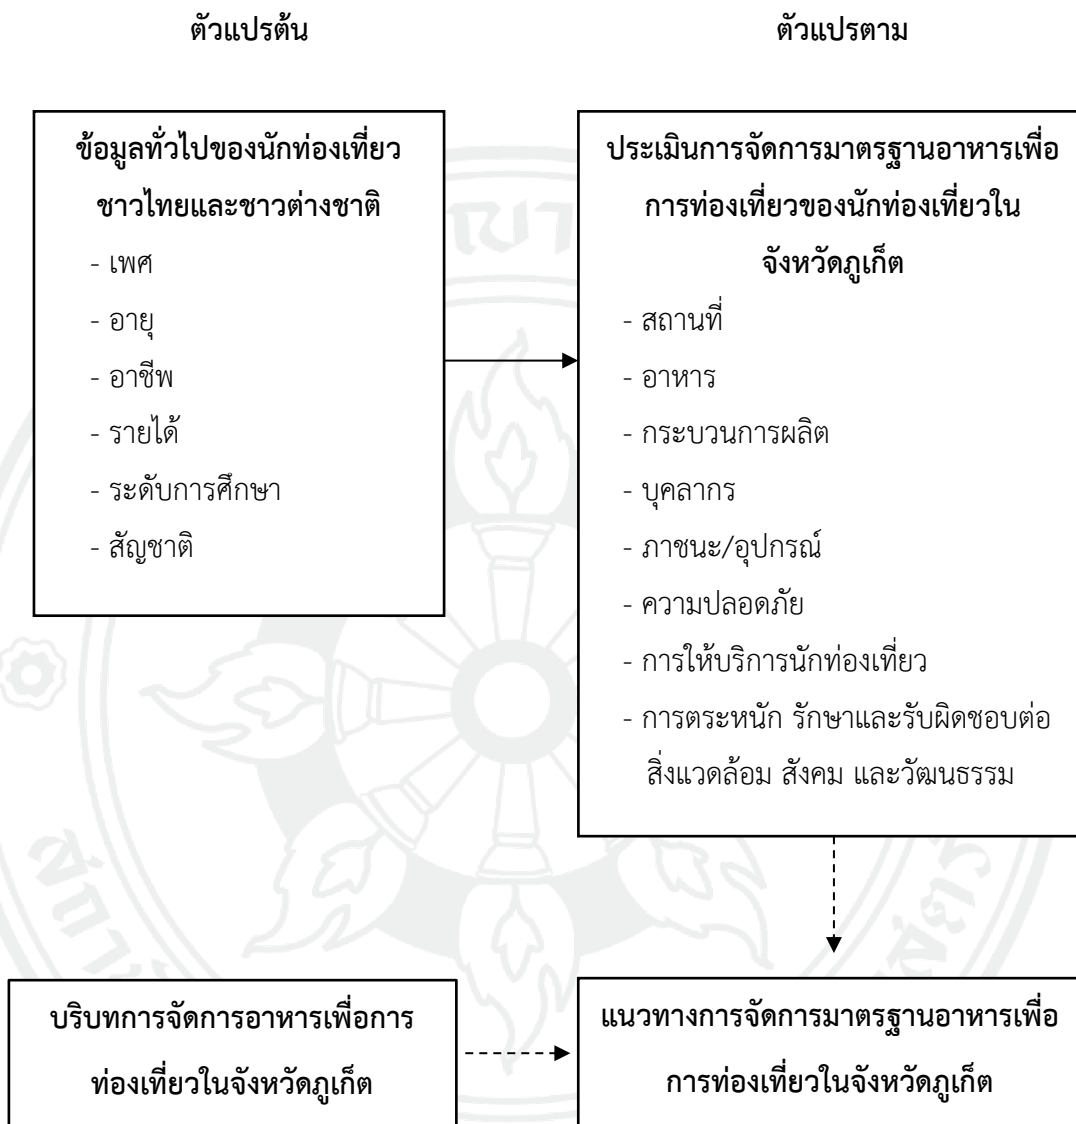 ตัวแปรต้น
ตัวแปรตาม
ข้อมูลทั่วไปของนักท่องเที่ยว
ชาวไทยและชาวต่างชาติ
- เพศ
- อายุ
- อาชีพ
- รายได้
- ระดับการศึกษา
- สัญชาติ
ประเมินการจัดการมาตรฐานอาหารเพื่อ
การท่องเที่ยวของนักท่องเที่ยวใน
จังหวัดภูเก็ต
- สถานที่
- อาหาร
- กระบวนการผลิต
- บุคลากร
- ภาชนะ/อุปกรณ์
- ความปลอดภัย
- การให้บริการนักท่องเที่ยว
- การตระหนัก รักษาและรับผิดชอบต่อ
สิ่งแวดล้อม สังคม และวัฒนธรรม
บริบทการจัดการอาหารเพื่อการ
ท่องเที่ยวในจังหวัดภูเก็ต
แนวทางการจัดการมาตรฐานอาหารเพื่อ
การท่องเที่ยวในจังหวัดภูเก็ต